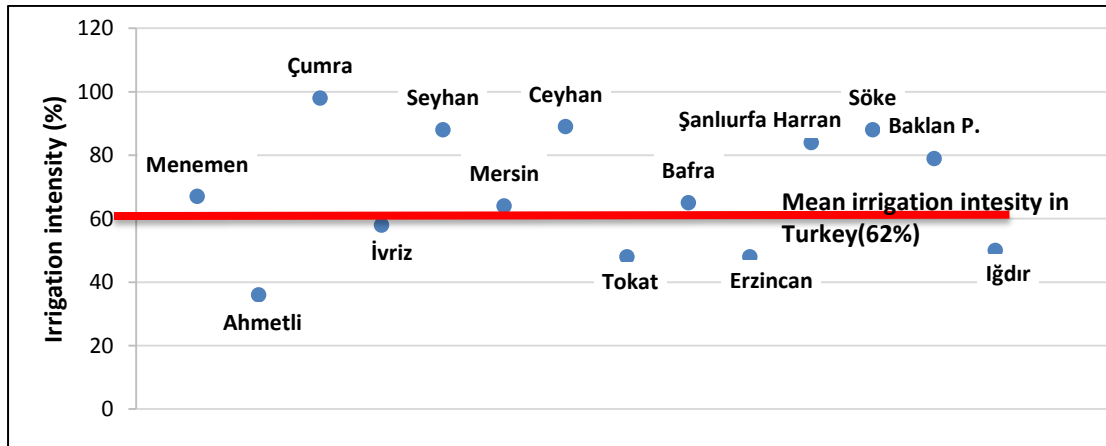 120
100
80
60
40
20
0
Irrigation intensity (%)
Menemen
Ahmetli
Çumra
İvriz
Seyhan
Mersin
Ceyhan
Tokat
Bafra
Erzincan
Şanlıurfa Harran
Söke
Baklan P.
Iğdır
Mean irrigation intesity in
Turkey(62%)